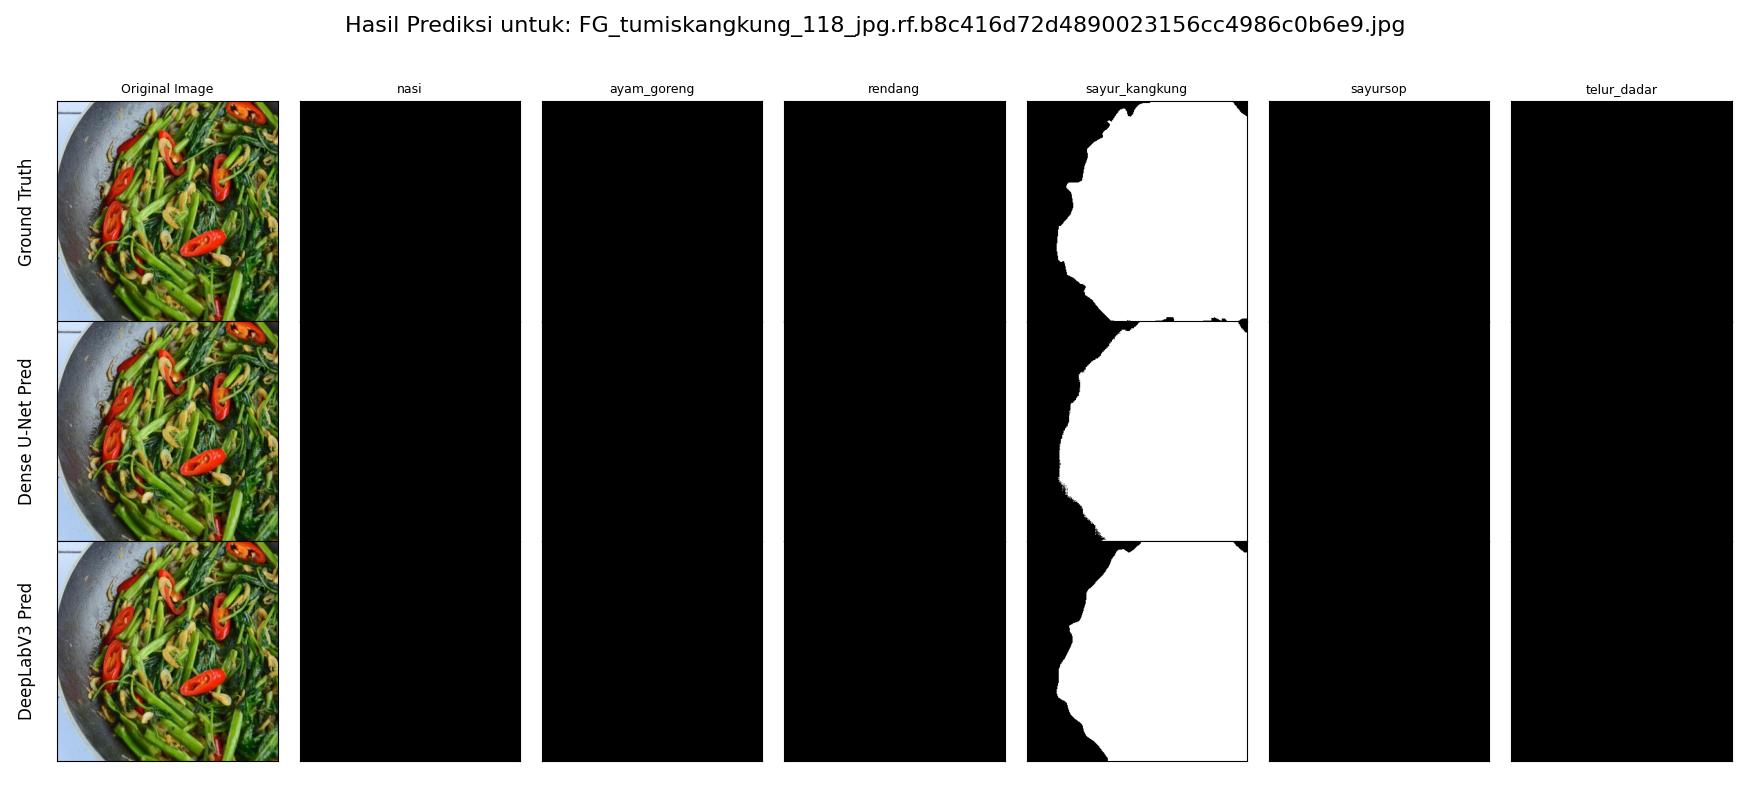 Hasil Prediksi untuk: FG_tumiskangkung_118_jpg.rf.b8c416d72d4890023156cc4986c0b6e9.jpg
Original Image
nasi
ayam_goreng
rendang
sayur_kangkung
sayursop
telur_dadar
Ground Truth
Dense U-Net Pred
DeepLabV3 Pred